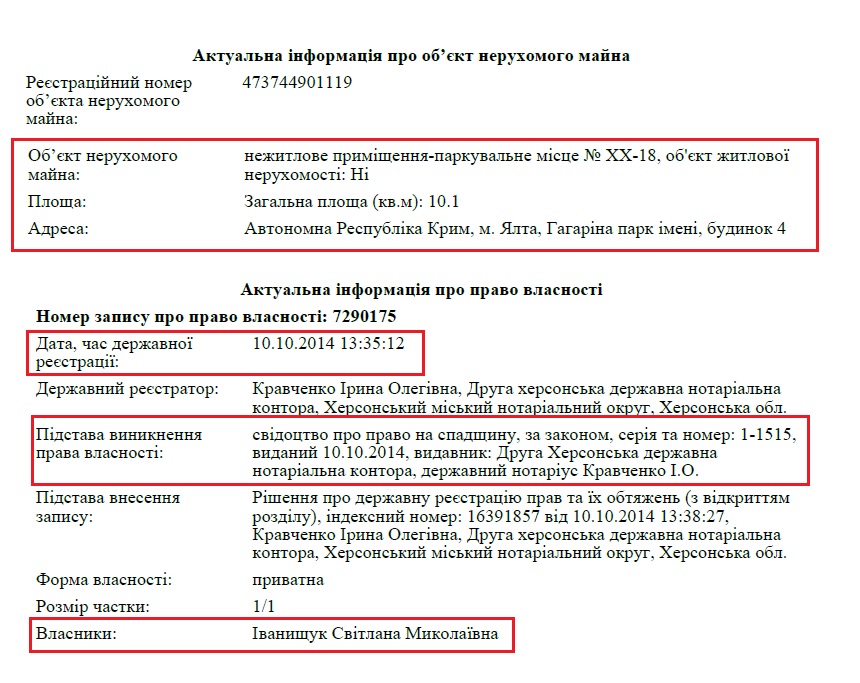 Актуальна інформація про об’єкт нерухомого майна
Реєстраційний номер 473744901119
об’єкта нерухомого
майна:
Об’єкт нерухомого нежитлове приміщення-паркувальне місце № ХХ-18, об'єкт житлової
майна: нерухомості: Ні
Площа: Загальна площа (кв.м): 10.1
Адреса: Автономна Республіка Крим, м. Ялта, Гагаріна парк імені, будинок 4
Актуальна інформація про право власності
Номер запису про право власності: 7290175
Дата, час державної 10.10.2014 13:35:12
реєстрації:
Державний реєстратор: Кравченко Ірина Олегівна, Друга херсонська державна нотаріальна
контора, Херсонський міський нотаріальний округ, Херсонська обл.
Підстава виникнення свідоцтво про право на спадщину, за законом, серія та номер: 1-1515,
права власності: виданий 10.10.2014, видавник: Друга Херсонська державна
нотаріальна контора, державний нотаріус Кравченко І.О.
Підстава внесення Рішення про державну реєстрацію прав та їх обтяжень (з відкриттям
запису: розділу), індексний номер: 16391857 від 10.10.2014 13:38:27,
Кравченко Ірина Олегівна, Друга херсонська державна нотаріальна
контора, Херсонський міський нотаріальний округ, Херсонська обл.
Форма власності: приватна
Розмір частки: 1/1
Власники: Іванищук Світлана Миколаївна